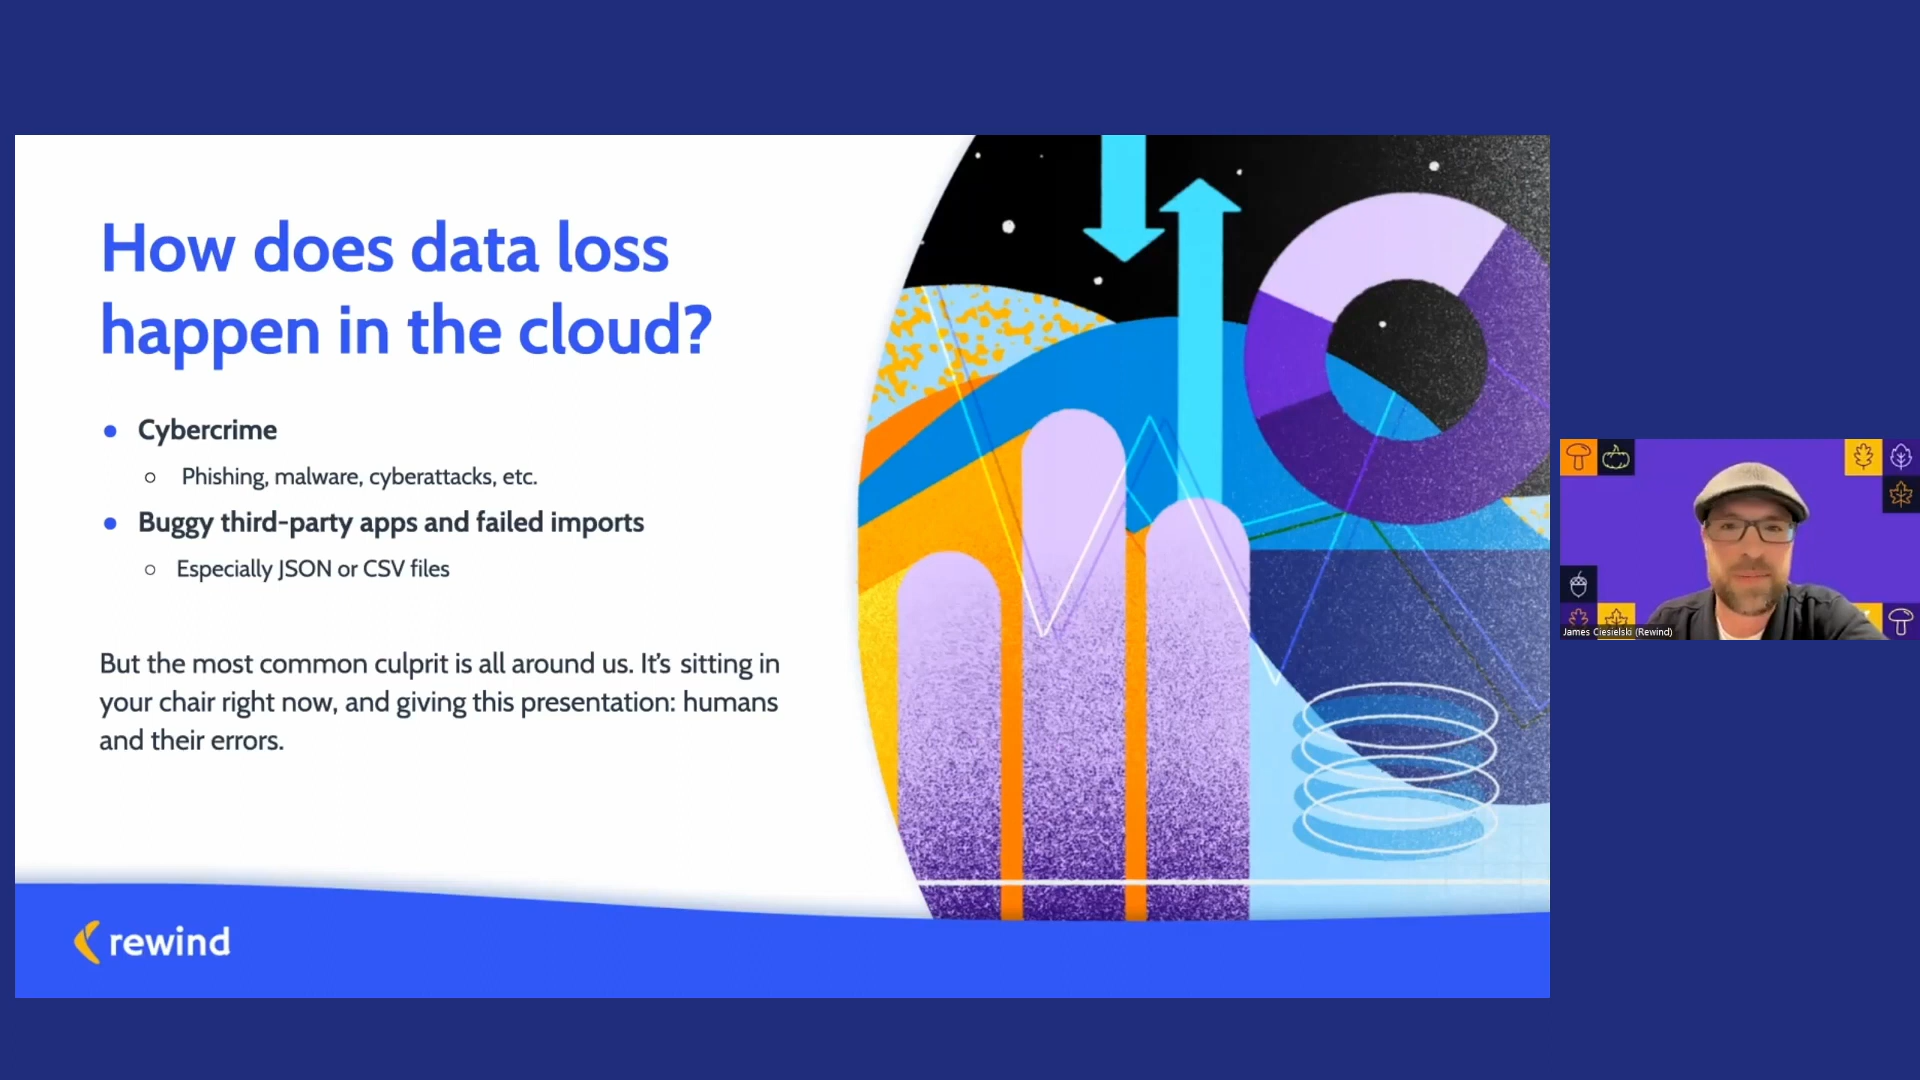 How does data loss
happen in the cloud?
● Cybercrime
○ Phishing, malware, cyberattacks, etc.
● Buggy third-party apps and failed imports
○ Especially JSON or CSV files
But the most common culprit is all around us. It's sitting in
your chair right now, and giving this presentation: humans
and their errors.
rewind
James Ciesielski (Rewind)